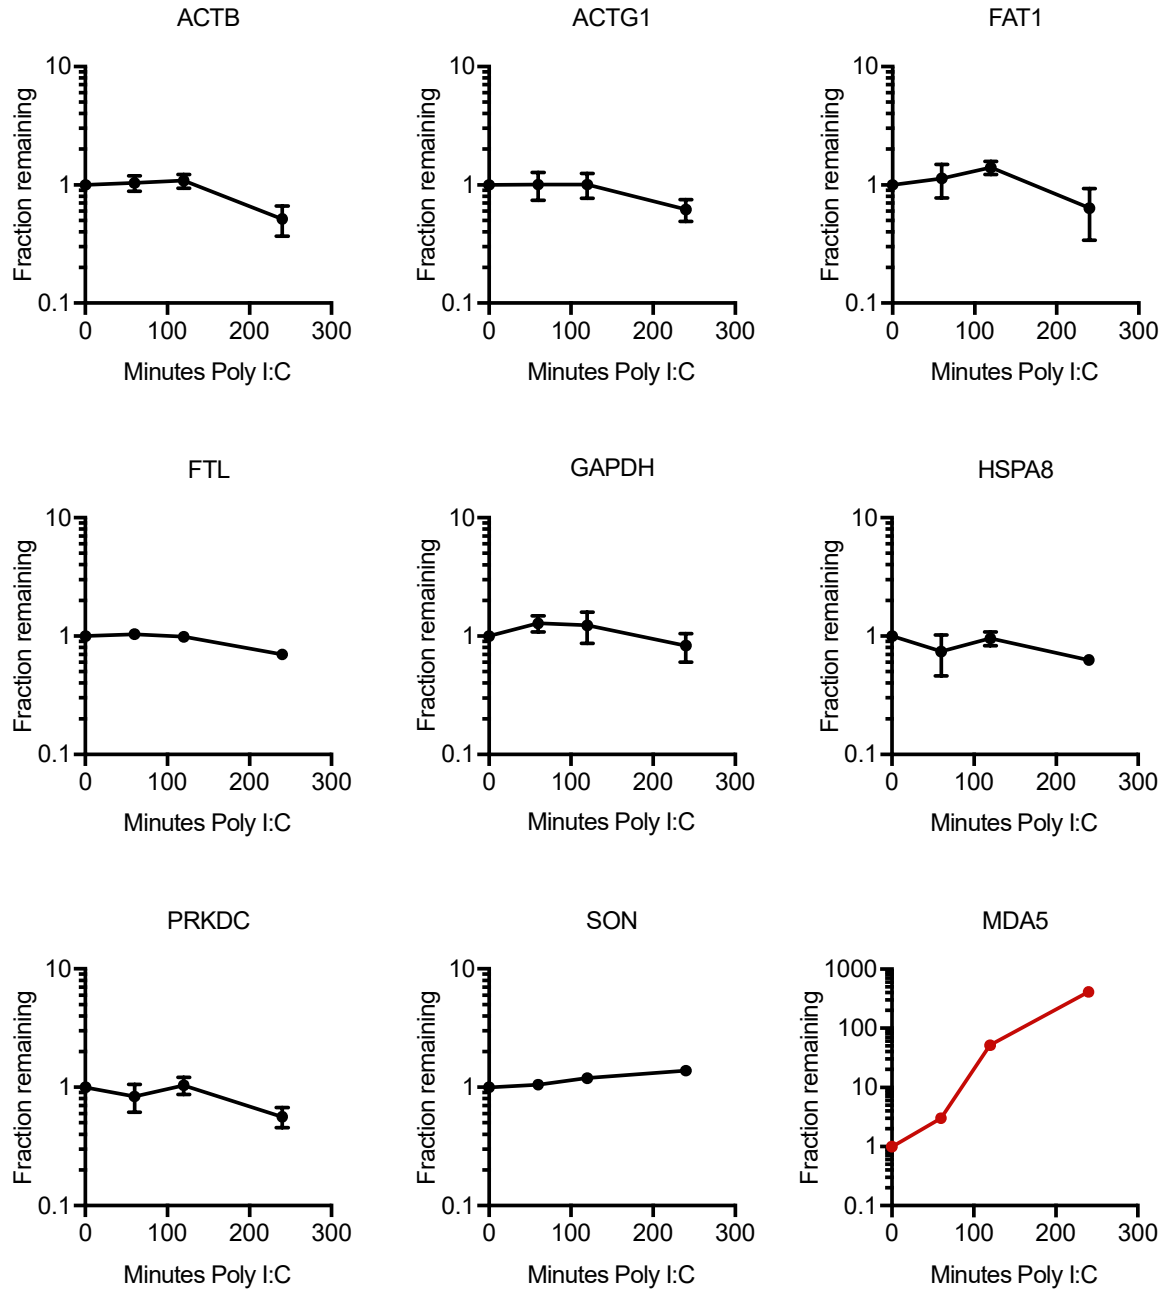 ACTB
10
1
0.1
Fraction remaining
0 100 200 300
Minutes Poly I:C
ACTG1
10
1
0.1
Fraction remaining
0 100 200 300
Minutes Poly I:C
FAT1
10
1
0.1
Fraction remaining
0 100 200 300
Minutes Poly I:C
FTL
10
1
0.1
Fraction remaining
0 100 200 300
Minutes Poly I:C
GAPDH
10
1
0.1
Fraction remaining
0 100 200 300
Minutes Poly I:C
HSPA8
10
1
0.1
Fraction remaining
0 100 200 300
Minutes Poly I:C
PRKDC
10
1
0.1
Fraction remaining
0 100 200 300
Minutes Poly I:C
SON
10
1
0.1
Fraction remaining
0 100 200 300
Minutes Poly I:C
MDA5
1000
100
10
1
0.1
Fraction remaining
0 100 200 300
Minutes Poly I:C